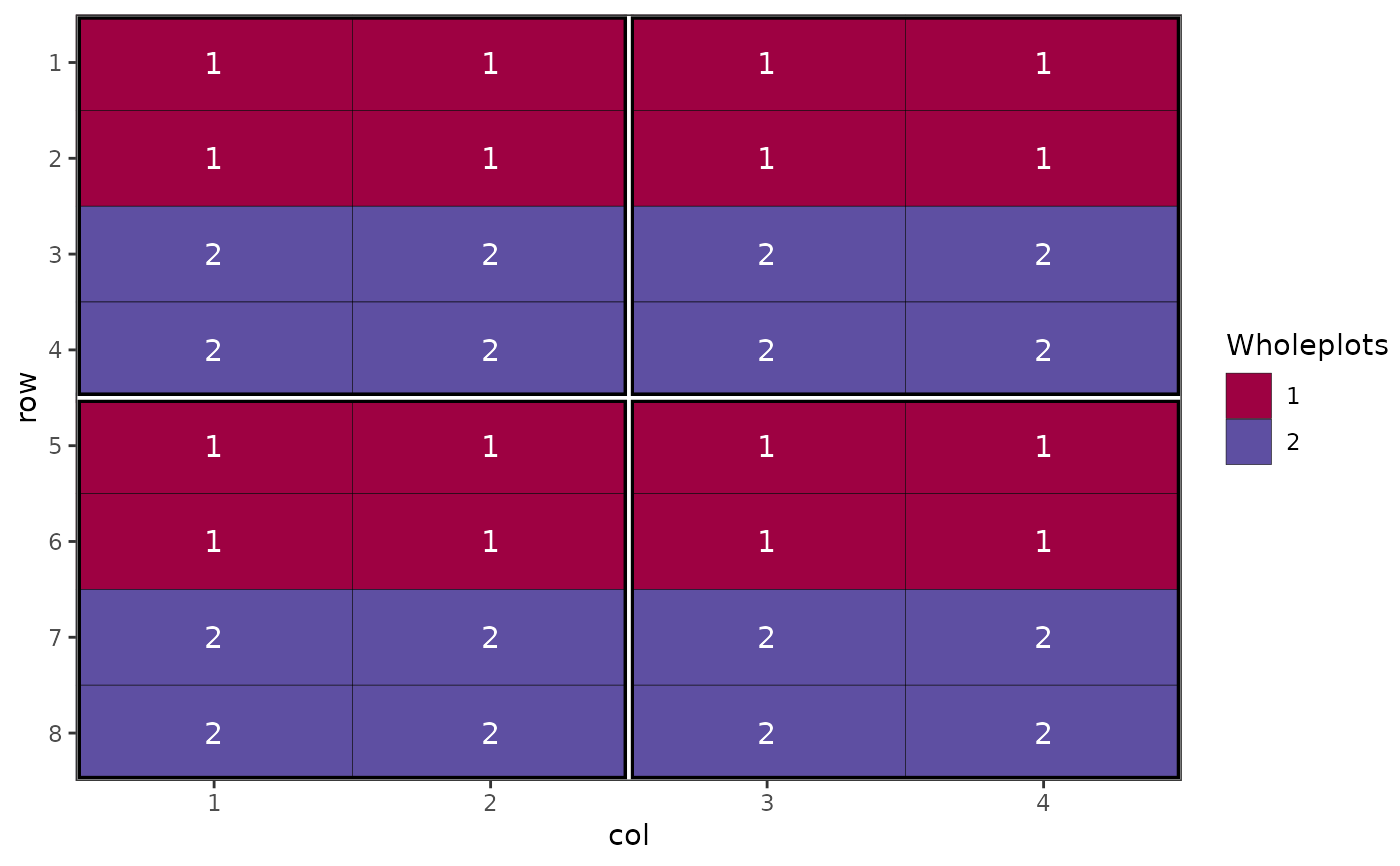 1 1 1 1 1
2 1 1 1 1
3 2 2 2 2
4 2 2 2 2
5 1 1 1 1
6 1 1 1 1
7 2 2 2 2
8 2 2 2 2
row
1 2 3 4
col
Wholeplots
1
2